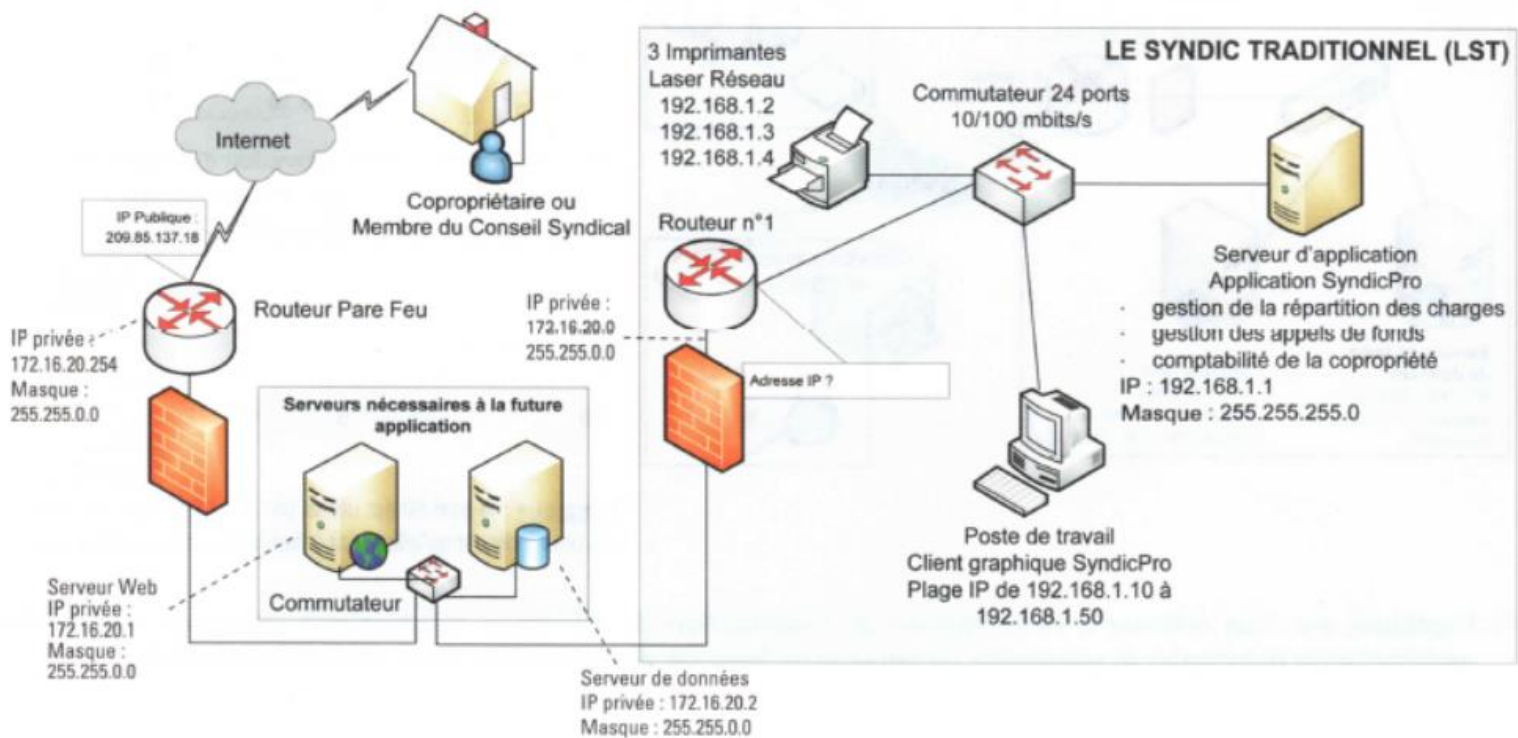 LE SYNDIC TRADITIONNEL (LST)
3 Imprimantes
Laser Réseau
192.168.1.2
192.168.1.3
192.168.1.4
Commutateur 24 ports
10/100 mbits/s
Internet
Copropriétaire ou
Membre du Conseil Syndical
IP Publique :
209.85.137.18
Routeur n°1
Serveur d'application
Application SyndicPro
· gestion de la répartition des charges
· gestion des appels de fonds
· comptabilité de la copropriété
IP : 192.168.1.1
Masque : 255.255.255.0
Routeur Pare Feu
IP privée :
172.16.20.0
255.255.0.0
IP privée :
172.16.20.254
Masque :
255.255.0.0
Adresse IP ?
Serveurs nécessaires à la future
application
Commutateur
Poste de travail
Client graphique SyndicPro
Plage IP de 192.168.1.10 à
192.168.1.50
Serveur Web
IP privée :
172.16.20.1
Masque :
255.255.0.0
Serveur de données
IP privée : 172.16.20.2
Masque : 255.255.0.0